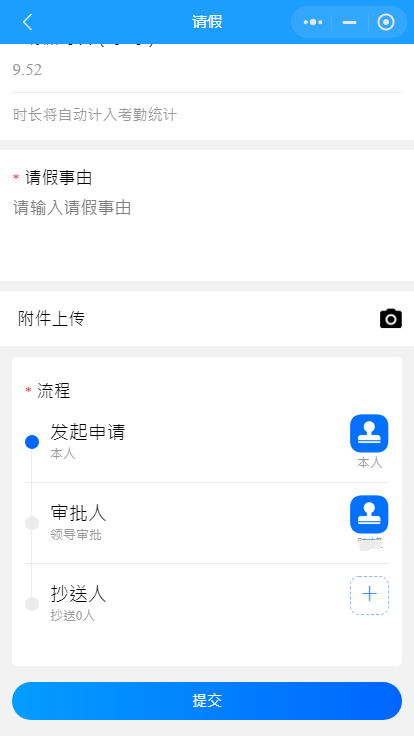 请假
9.52
时长将自动计入考勤统计
* 请假事由
请输入请假事由
附件上传
* 流程
发起申请
本人
本人
审批人
领导审批
抄送人
抄送0人
提交